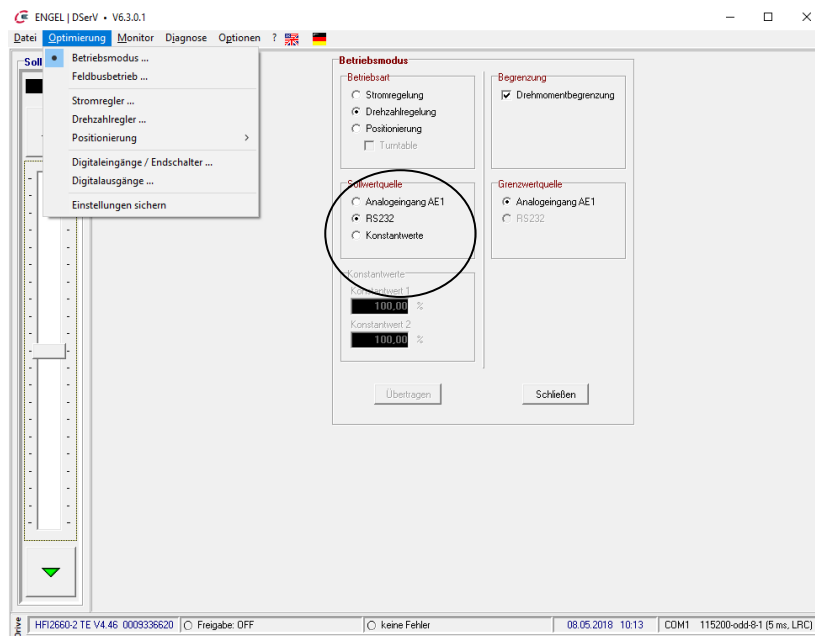 ENGEL | DSerV • V6.3.0.1
Datei Optimierung Monitor Diagnose Optionen ?
Soll
Betriebsmodus ...
Feldbusbetrieb ...
Stromregler ...
Drehzahlregler ...
Positionierung
Digitaleingänge / Endschalter ...
Digitalausgänge ...
Einstellungen sichern
Betriebsmodus
Betriebsart
Stromregelung
Drehzahlregelung
Positionierung
Turntable
Begrenzung
Drehmomentbegrenzung
Sollwertquelle
Analogeingang AE1
RS232
Konstantwerte
Grenzwertquelle
Analogeingang AE1
RS232
Konstantwerte
Konstantwert 1
100,00 %
Konstantwert 2
100,00 %
Übertragen
Schließen
Drive
HFI2660-2 TE V4.46 0009336620 Freigabe: OFF keine Fehler 08.05.2018 10:13 COM1 115200-odd-8-1 (5 ms, LRC)